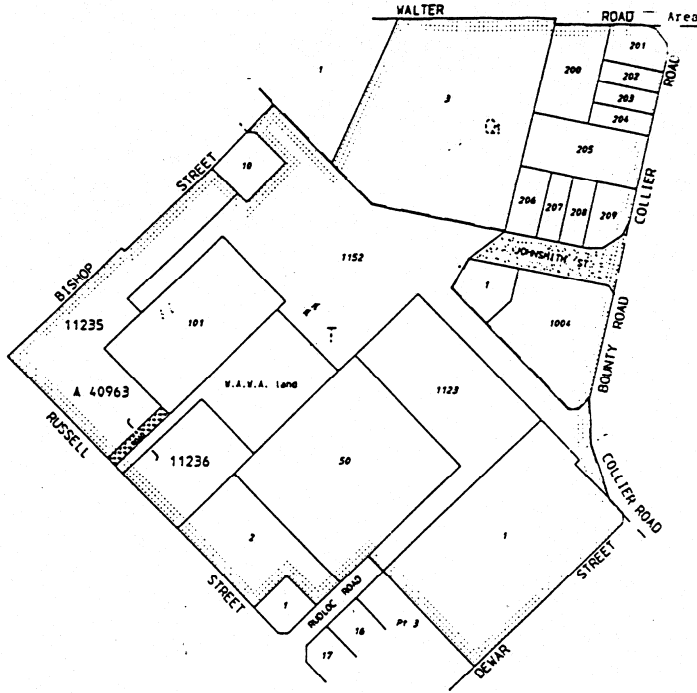 WALTER
ROAD Area
1
3
200
201
202
203
204
ROAD
205
206
207
208
209
COLLIER
STREET
10
JOHNSMITH ST
1152
1
1004
BISHOP
11235
101
BOUNTY ROAD
A 40963
W.A.W.A. land
1123
RUSSELL
11236
50
COLLIER ROAD
2
1
STREET
STREET
1
RUDLOC ROAD
16
Pt 3
17
DEWAR